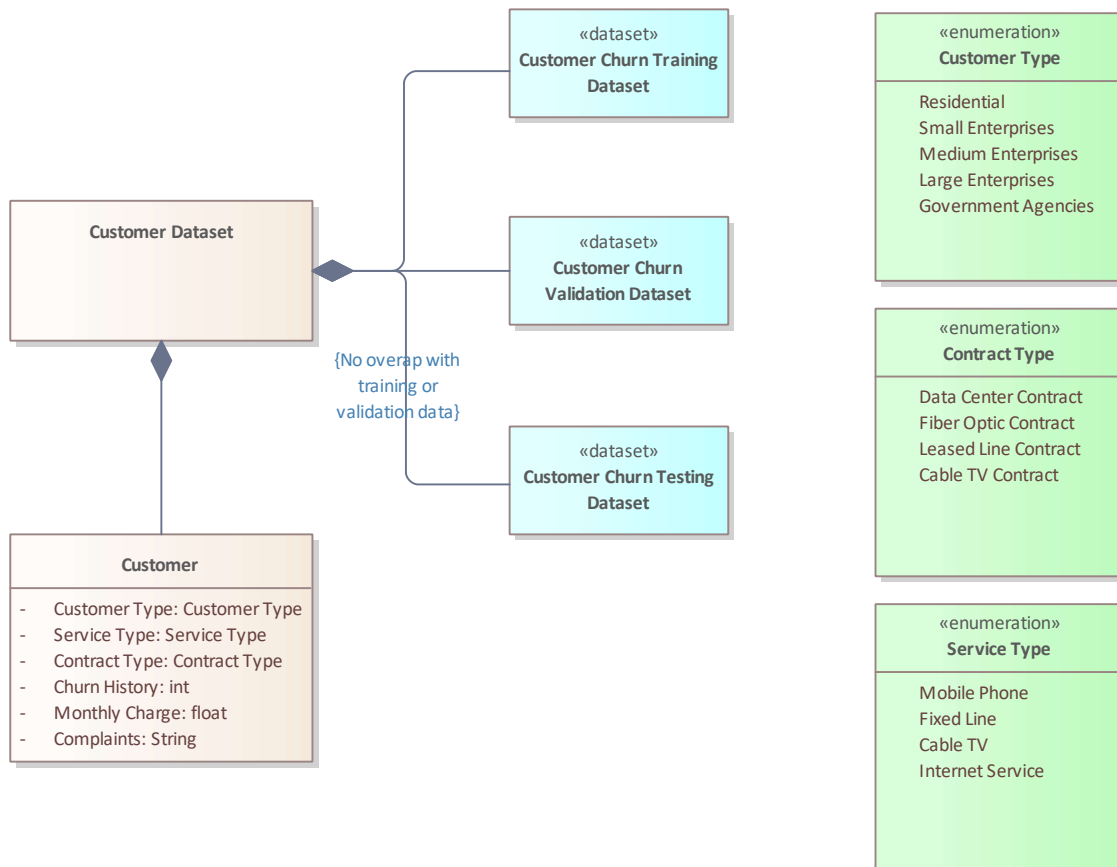 «dataset»
Customer Churn Training
Dataset
Customer Dataset
«dataset»
Customer Churn
Validation Dataset
{No overap with
training or
validation data}
«dataset»
Customer Churn Testing
Dataset
Customer
- Customer Type: Customer Type
- Service Type: Service Type
- Contract Type: Contract Type
- Churn History: int
- Monthly Charge: float
- Complaints: String
«enumeration»
Customer Type
Residential
Small Enterprises
Medium Enterprises
Large Enterprises
Government Agencies
«enumeration»
Contract Type
Data Center Contract
Fiber Optic Contract
Leased Line Contract
Cable TV Contract
«enumeration»
Service Type
Mobile Phone
Fixed Line
Cable TV
Internet Service